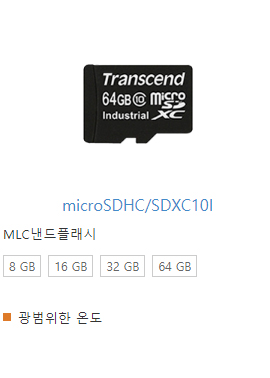 Transcend
64GB 10 Micro
SD
Industrial XC
microSDHC/SDXC10I
MLC낸드플래시
8 GB 16 GB 32 GB 64 GB
광범위한 온도